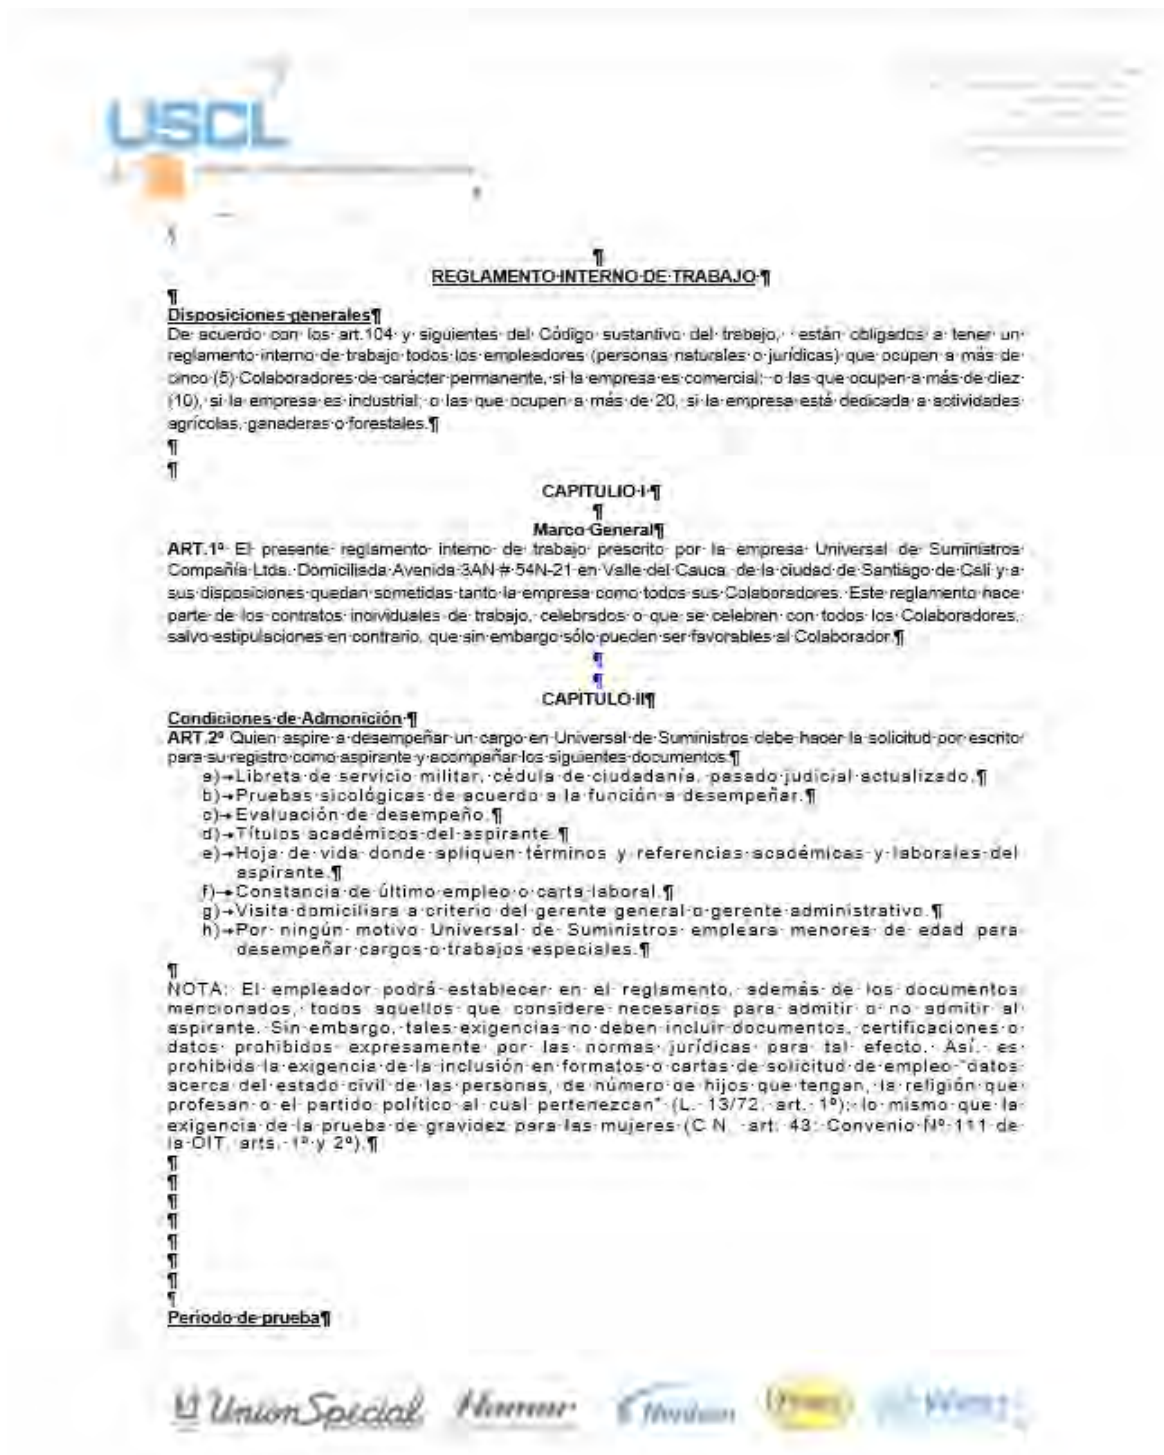 USCL
REGLAMENTO INTERNO DE TRABAJO
Disposiciones generales
De acuerdo con los art.104 y siguientes del Código sustantivo del trabajo, están obligados a tener un
reglamento interno de trabajo todos los empleadores (personas naturales o jurídicas) que ocupen a más de
cinco (5) Colaboradores de carácter permanente, si la empresa es comercial; o las que ocupen a más de diez
(10), si la empresa es industrial; o las que ocupen a más de 20, si la empresa está dedicada a actividades
agrícolas, ganaderas o forestales.
CAPITULIO I
Marco General
ART.1º El presente reglamento interno de trabajo prescrito por la empresa Universal de Suministros
Compañía Ltda. Domiciliada Avenida 3AN # 54N-21 en Valle del Cauca, de la ciudad de Santiago de Cali y a
sus disposiciones quedan sometidas tanto la empresa como todos sus Colaboradores. Este reglamento hace
parte de los contratos individuales de trabajo, celebrados o que se celebren con todos los Colaboradores,
salvo estipulaciones en contrario, que sin embargo sólo pueden ser favorables al Colaborador.
CAPÍTULO II
Condiciones de Admonición
ART.2º Quien aspire a desempeñar un cargo en Universal de Suministros debe hacer la solicitud por escrito
para su registro como aspirante y acompañar los siguientes documentos
a) Libreta de servicio militar, cédula de ciudadanía, pasado judicial actualizado.
b) Pruebas sicológicas de acuerdo a la función a desempeñar.
c) Evaluación de desempeño.
d) Títulos académicos del aspirante.
e) Hoja de vida donde apliquen términos y referencias académicas y laborales del
aspirante.
f) Constancia de último empleo o carta laboral.
g) Visita domiciliara a criterio del gerente general o gerente administrativo.
h) Por ningún motivo Universal de Suministros empleara menores de edad para
desempeñar cargos o trabajos especiales.
NOTA: El empleador podrá establecer en el reglamento, además de los documentos
mencionados, todos aquellos que considere necesarios para admitir o no admitir al
aspirante. Sin embargo, tales exigencias no deben incluir documentos, certificaciones o
datos prohibidos expresamente por las normas jurídicas para tal efecto. Así, es
prohibida la exigencia de la inclusión en formatos o cartas de solicitud de empleo "datos
acerca del estado civil de las personas, de número de hijos que tengan, la religión que
profesan o el partido político al cual pertenezcan" (L. 13/72, art. 1º); lo mismo que la
exigencia de la prueba de gravidez para las mujeres (C.N. art. 43; Convenio Nº 111 de
la OIT, arts. 1º y 2º).
Periodo de prueba
Union Special